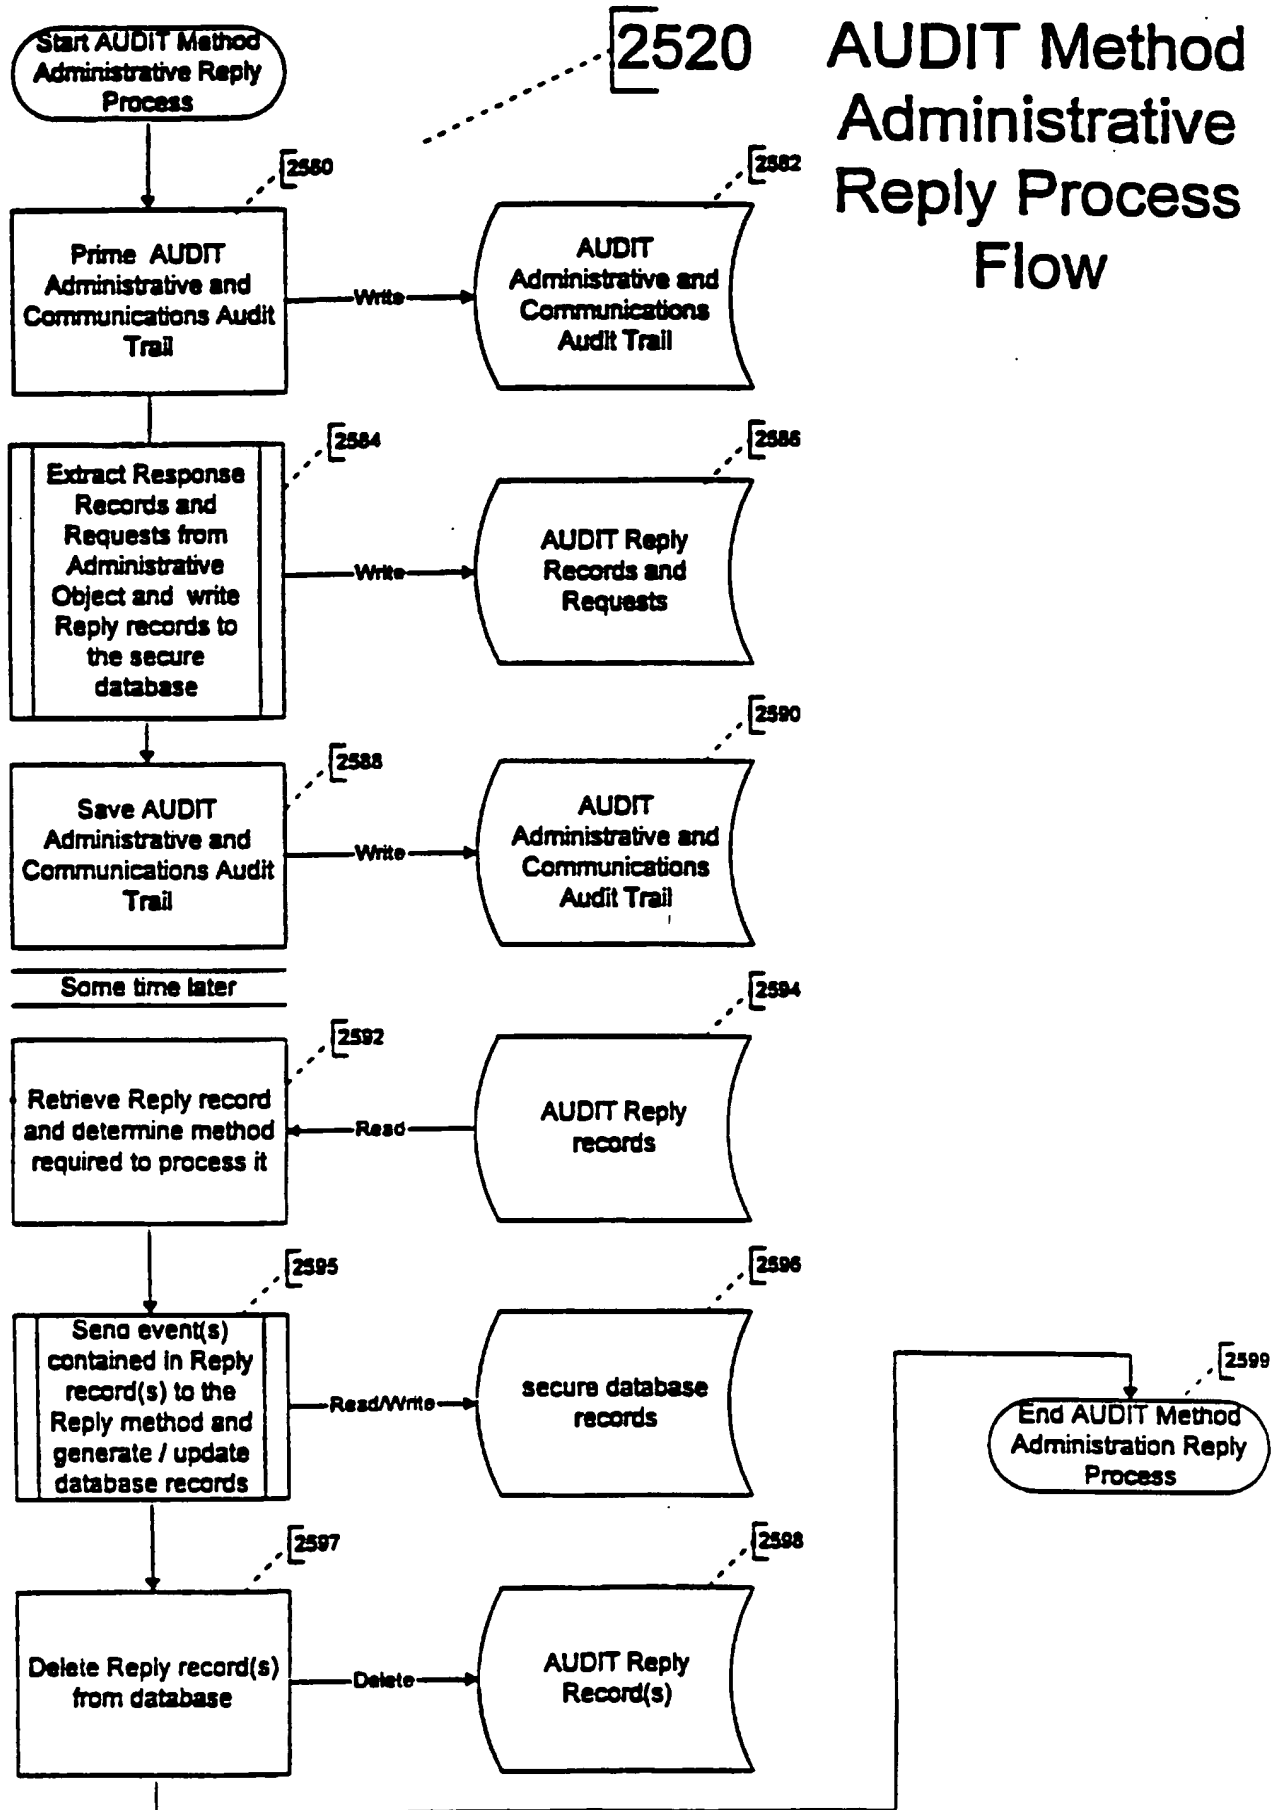 2520
AUDIT Method
Administrative
Reply Process
Flow
Start AUDIT Method
Administrative Reply
Process
2580
Prime AUDIT
Administrative and
Communications Audit
Trail
Write
2582
AUDIT
Administrative and
Communications
Audit Trail
2584
Extract Response
Records and
Requests from
Administrative
Object and write
Reply records to
the secure
database
Write
2586
AUDIT Reply
Records and
Requests
2588
Save AUDIT
Administrative and
Communications Audit
Trail
Write
2590
AUDIT
Administrative and
Communications
Audit Trail
Some time later
2592
Retrieve Reply record
and determine method
required to process it
Read
2594
AUDIT Reply
records
2595
Send event(s)
contained in Reply
record(s) to the
Reply method and
generate / update
database records
Read/Write
2596
secure database
records
2597
Delete Reply record(s)
from database
Delete
2598
AUDIT Reply
Record(s)
2599
End AUDIT Method
Administration Reply
Process